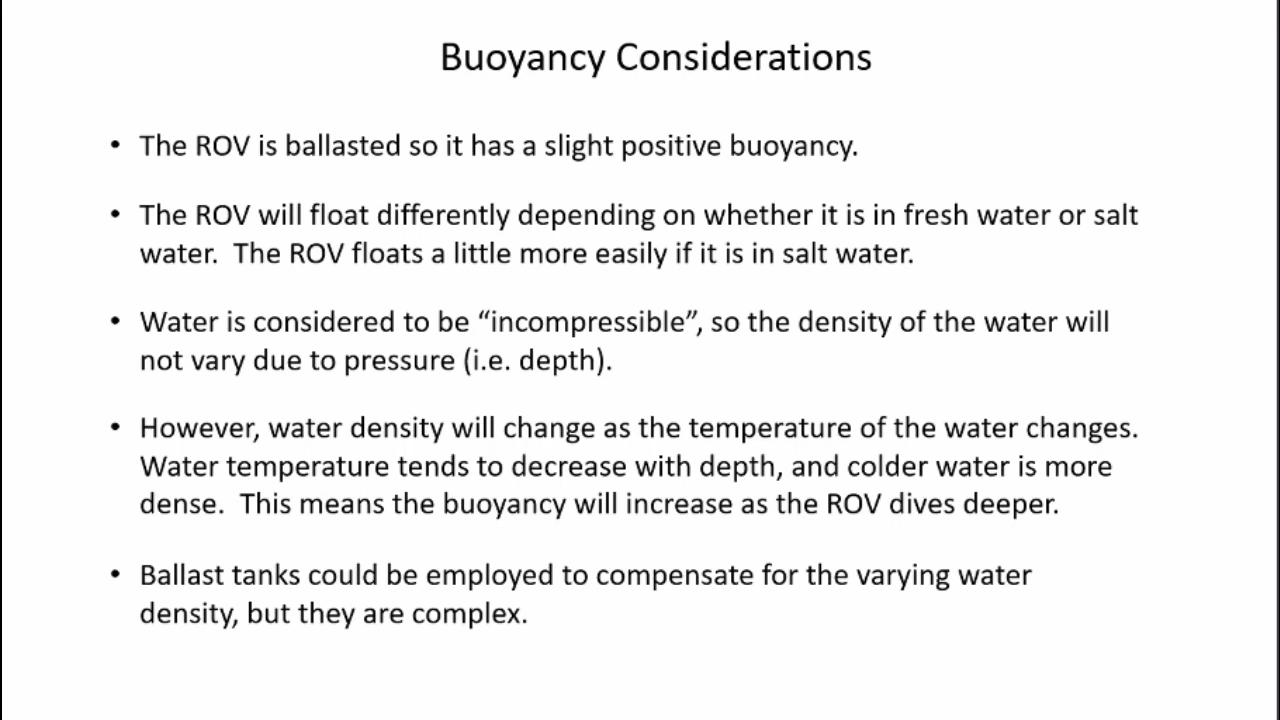 Buoyancy Considerations
• The ROV is ballasted so it has a slight positive buoyancy.
• The ROV will float differently depending on whether it is in fresh water or salt
water.  The ROV floats a little more easily if it is in salt water.
• Water is considered to be “incompressible”, so the density of the water will
not vary due to pressure (i.e. depth).
• However, water density will change as the temperature of the water changes.
Water temperature tends to decrease with depth, and colder water is more
dense.  This means the buoyancy will increase as the ROV dives deeper.
• Ballast tanks could be employed to compensate for the varying water
density, but they are complex.